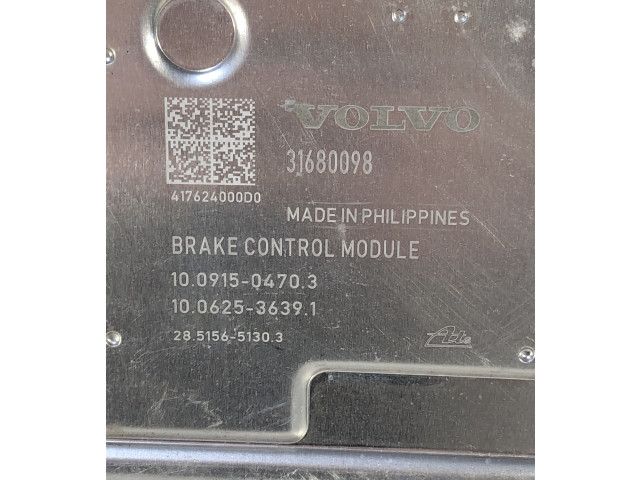 VOLVO
31680098
417624000D0
MADE IN PHILIPPINES
BRAKE CONTROL MODULE
10.0915-0470.3
10.0625-3639.1
28.5156-5130.3
Ate